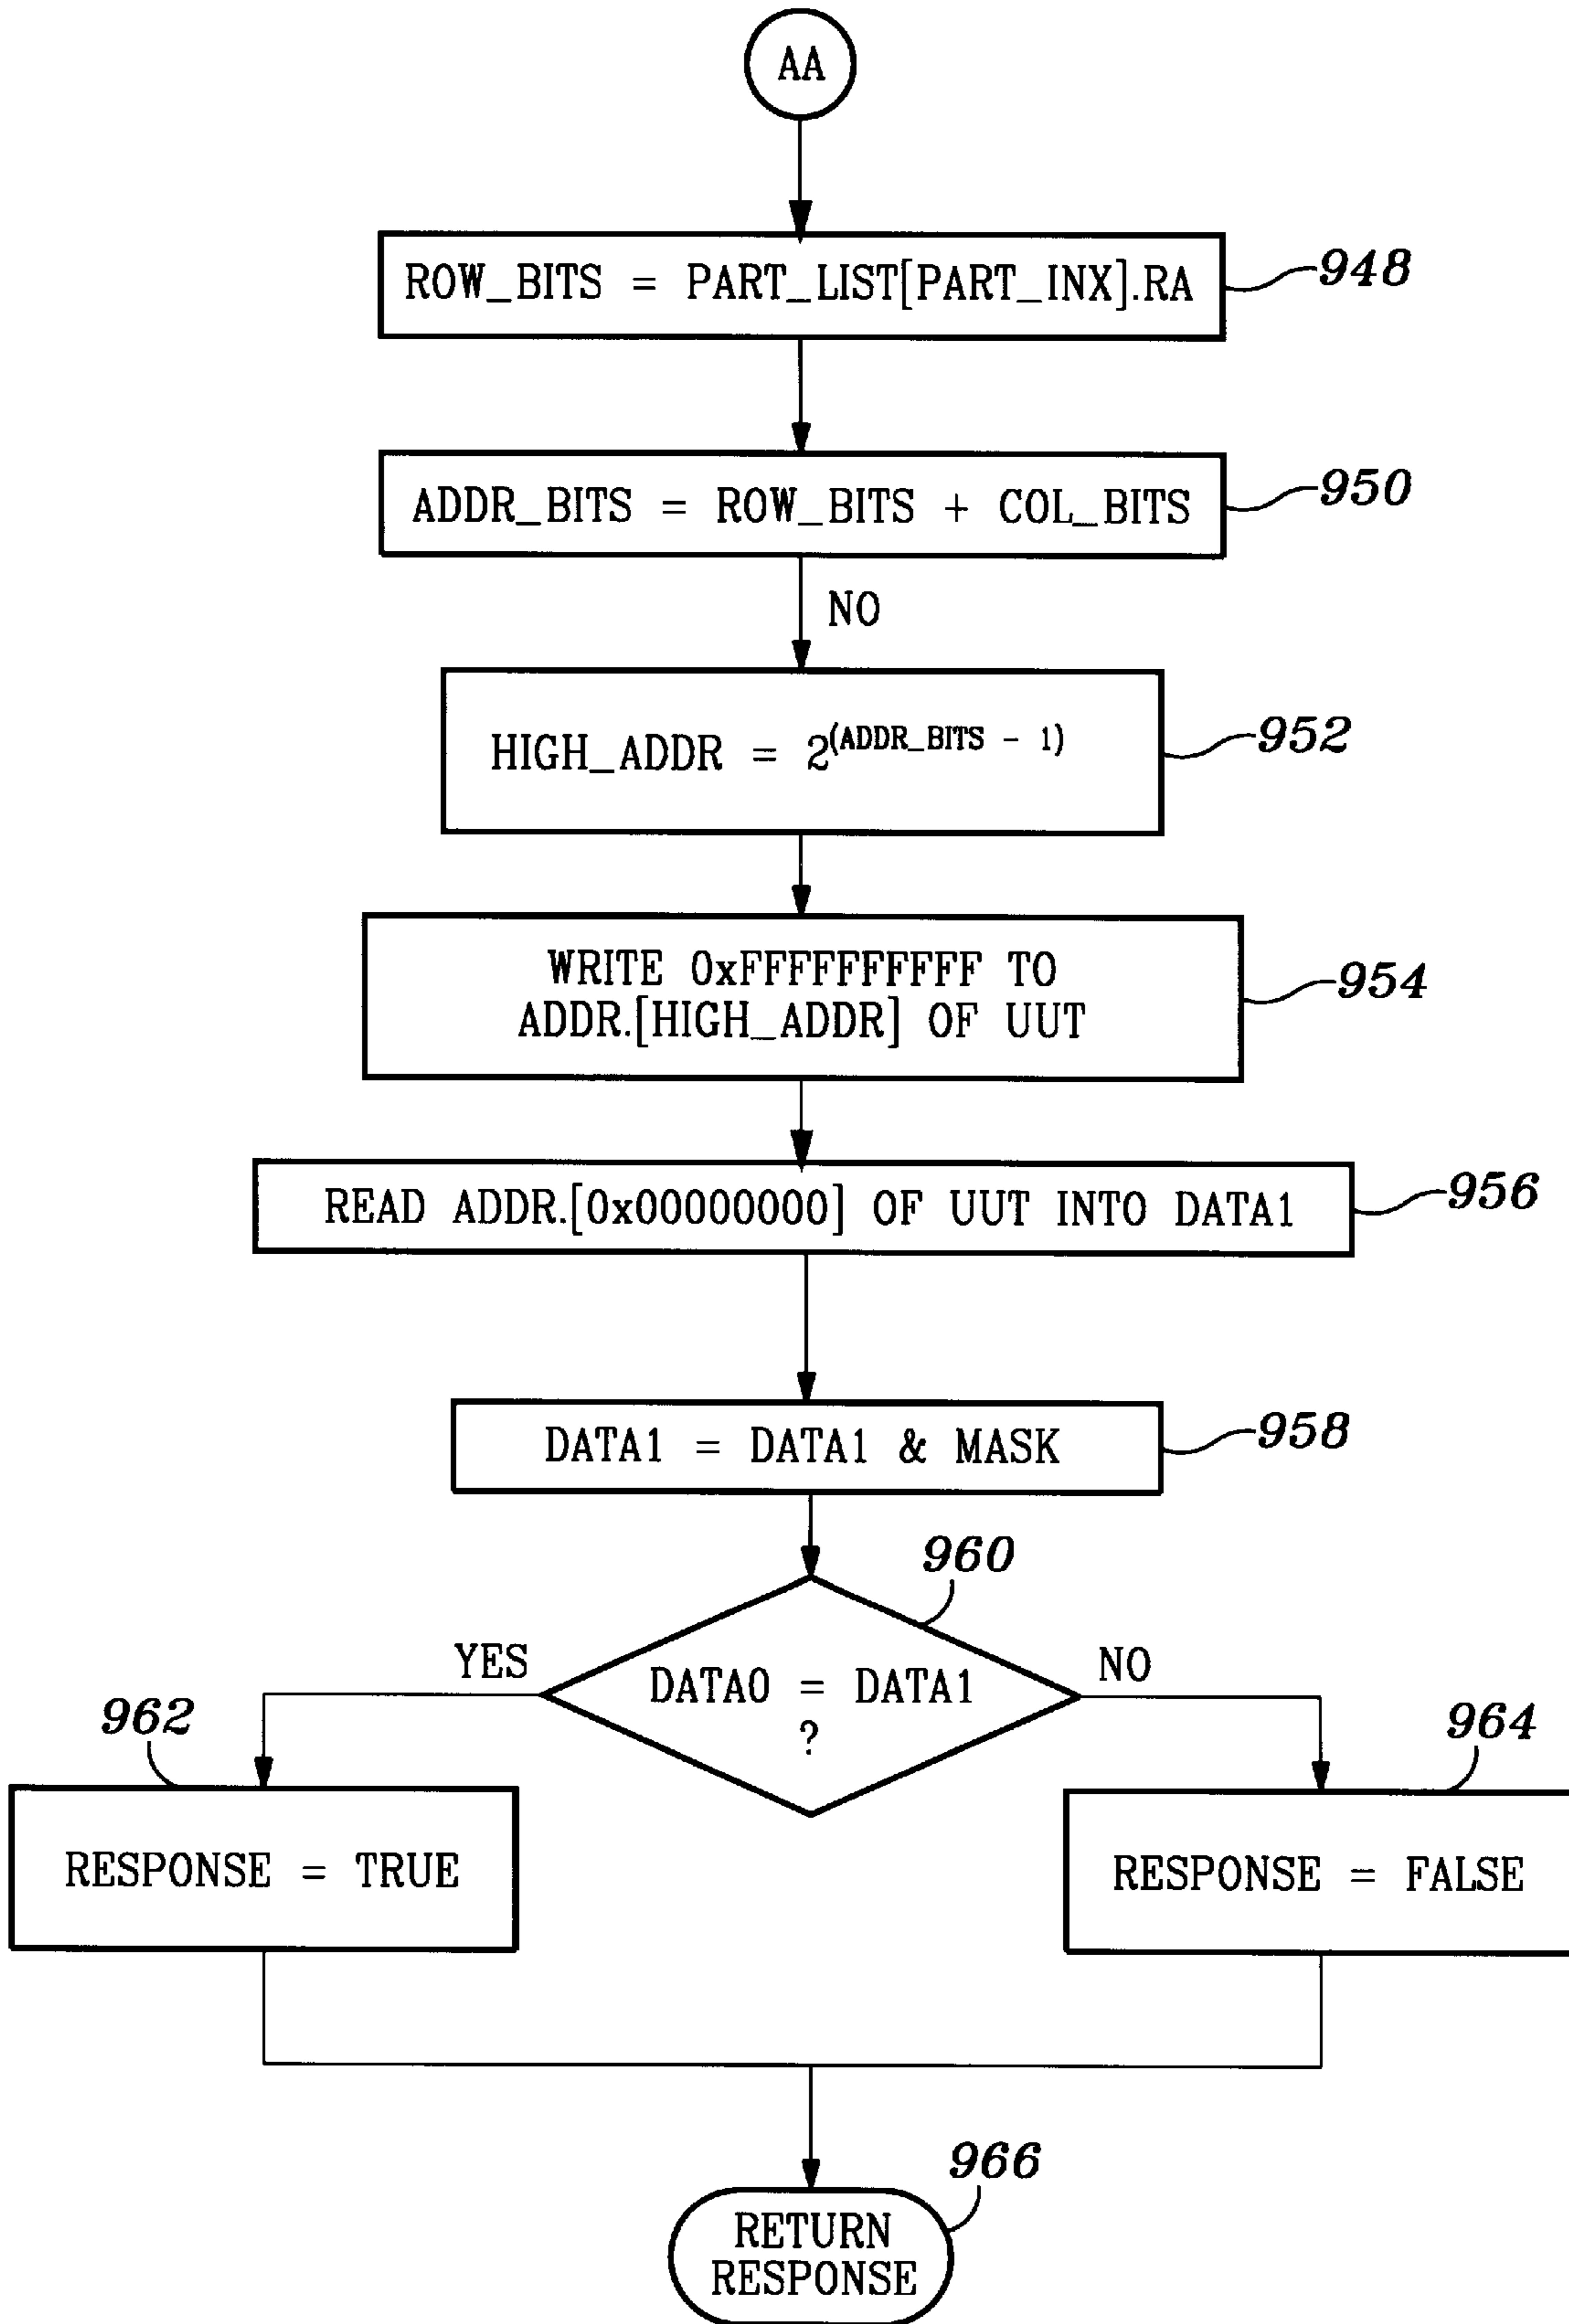 AA
ROW_BITS = PART_LIST[PART_INX].RA
948
ADDR_BITS = ROW_BITS + COL_BITS
950
NO
HIGH_ADDR = 2(ADDR_BITS - 1)
952
WRITE 0xFFFFFFFFFF TO
ADDR.[HIGH_ADDR] OF UUT
954
READ ADDR.[0x00000000] OF UUT INTO DATA1
956
DATA1 = DATA1 & MASK
958
960
YES
DATA0 = DATA1
?
NO
962
964
RESPONSE = TRUE
RESPONSE = FALSE
966
RETURN
RESPONSE